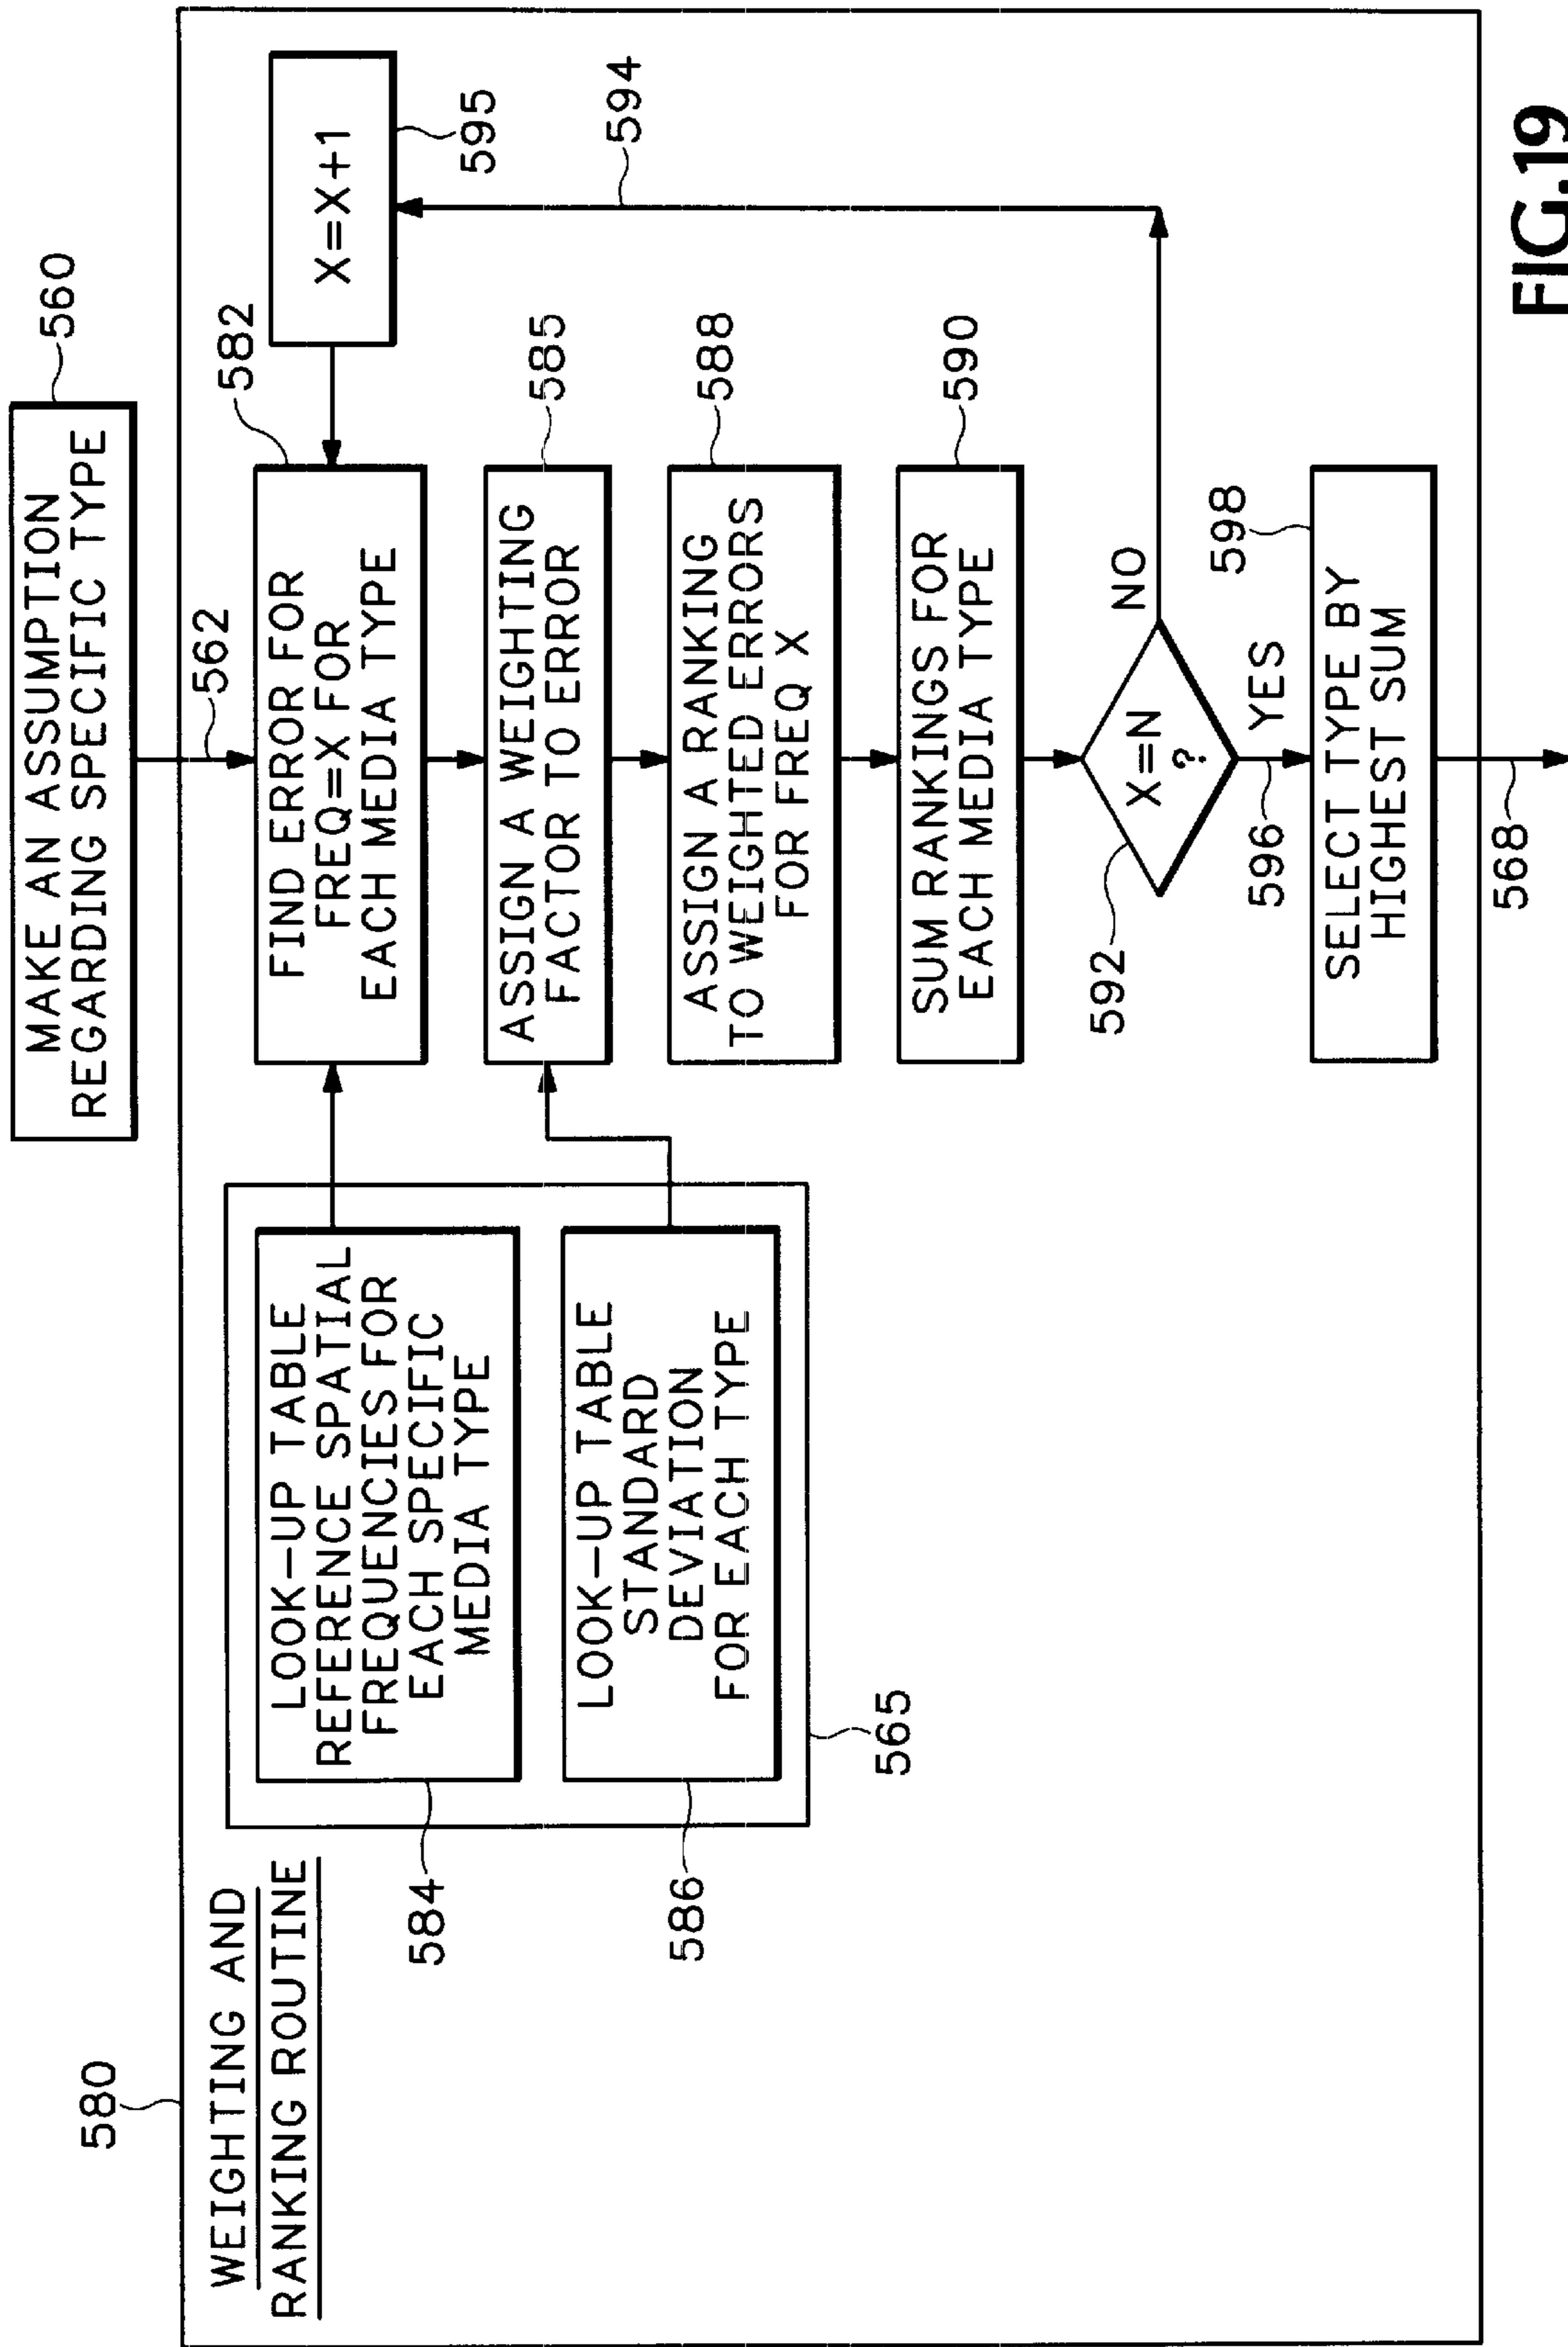 MAKE AN ASSUMPTION
REGARDING SPECIFIC TYPE
560
580
WEIGHTING AND
RANKING ROUTINE
562
582
LOOK-UP TABLE
REFERENCE SPATIAL
FREQUENCIES FOR
EACH SPECIFIC
MEDIA TYPE
584
FIND ERROR FOR
FREQ=X FOR
EACH MEDIA TYPE
X=X+1
595
LOOK-UP TABLE
STANDARD
DEVIATION
FOR EACH TYPE
586
565
ASSIGN A WEIGHTING
FACTOR TO ERROR
585
594
ASSIGN A RANKING
TO WEIGHTED ERRORS
FOR FREQ X
588
SUM RANKINGS FOR
EACH MEDIA TYPE
590
X=N
?
592
NO
YES
596
598
SELECT TYPE BY
HIGHEST SUM
568
FIG.19